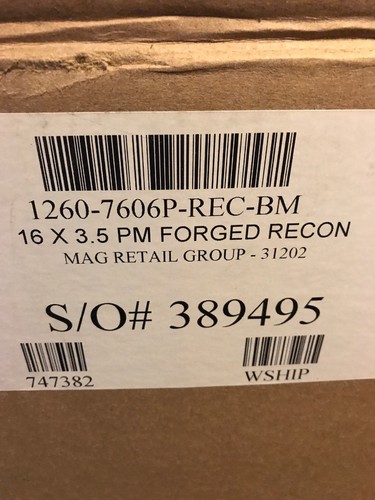 1260-7606P-REC-BM
16 X 3.5 PM FORGED RECON
MAG RETAIL GROUP - 31202
S/O# 389495
747382
WSHIP